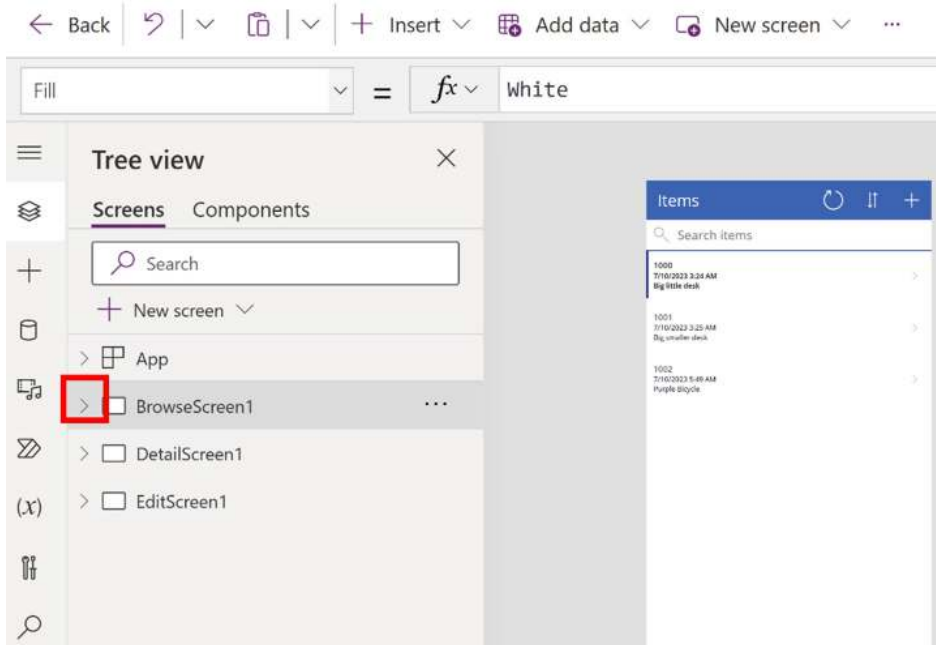 Back
Insert
Add data
New screen
...
Fill
=
fx
White
Tree view
Screens Components
Search
New screen
App
BrowseScreen1 ...
DetailScreen1
EditScreen1
(x)
Items
Search items
1000
7/10/2023 3:24 AM
Big little desk
1001
7/10/2023 3:25 AM
Big smaller desk
1002
7/10/2023 5:49 AM
Purple Bicycle